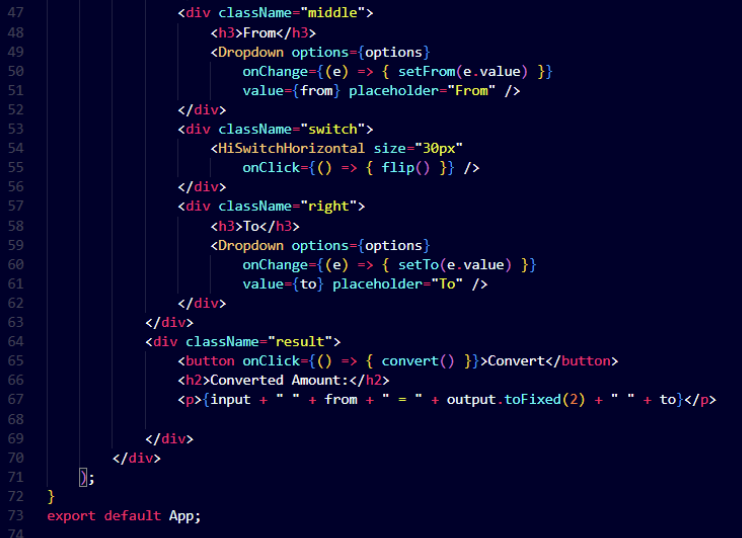 47 <div className="middle">
48 <h3>From</h3>
49 <Dropdown options={options}
50 onChange={(e) => { setFrom(e.value) }}
51 value={from} placeholder="From" />
52 </div>
53 <div className="switch">
54 <HiSwitchHorizontal size="30px"
55 onClick={() => { flip() }} />
56 </div>
57 <div className="right">
58 <h3>To</h3>
59 <Dropdown options={options}
60 onChange={(e) => { setTo(e.value) }}
61 value={to} placeholder="To" />
62 </div>
63 </div>
64 <div className="result">
65 <button onClick={() => { convert() }}>Convert</button>
66 <h2>Converted Amount:</h2>
67 <p>{input + " " + from + " = " + output.toFixed(2) + " " + to}</p>
68
69 </div>
70 </div>
71 );
72 }
73 export default App;
74